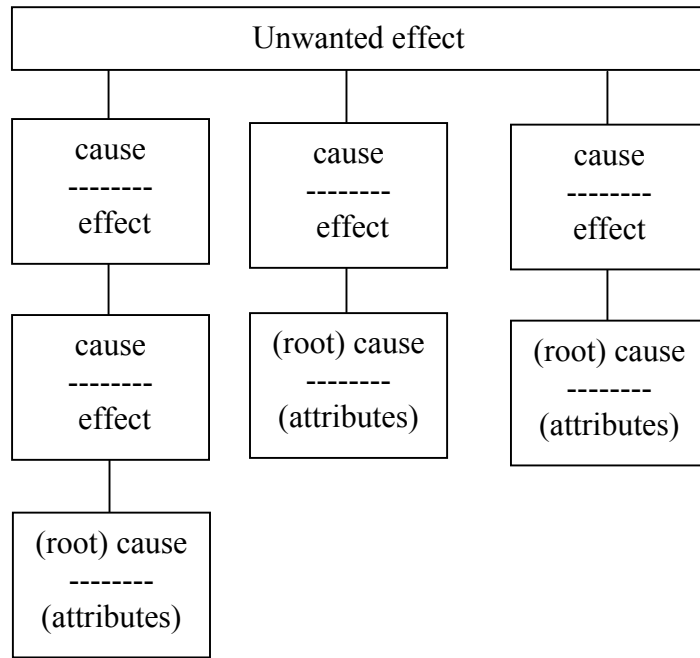 Unwanted effect
cause
--------
effect
cause
--------
effect
cause
--------
effect
cause
--------
effect
(root) cause
--------
(attributes)
(root) cause
--------
(attributes)
(root) cause
--------
(attributes)